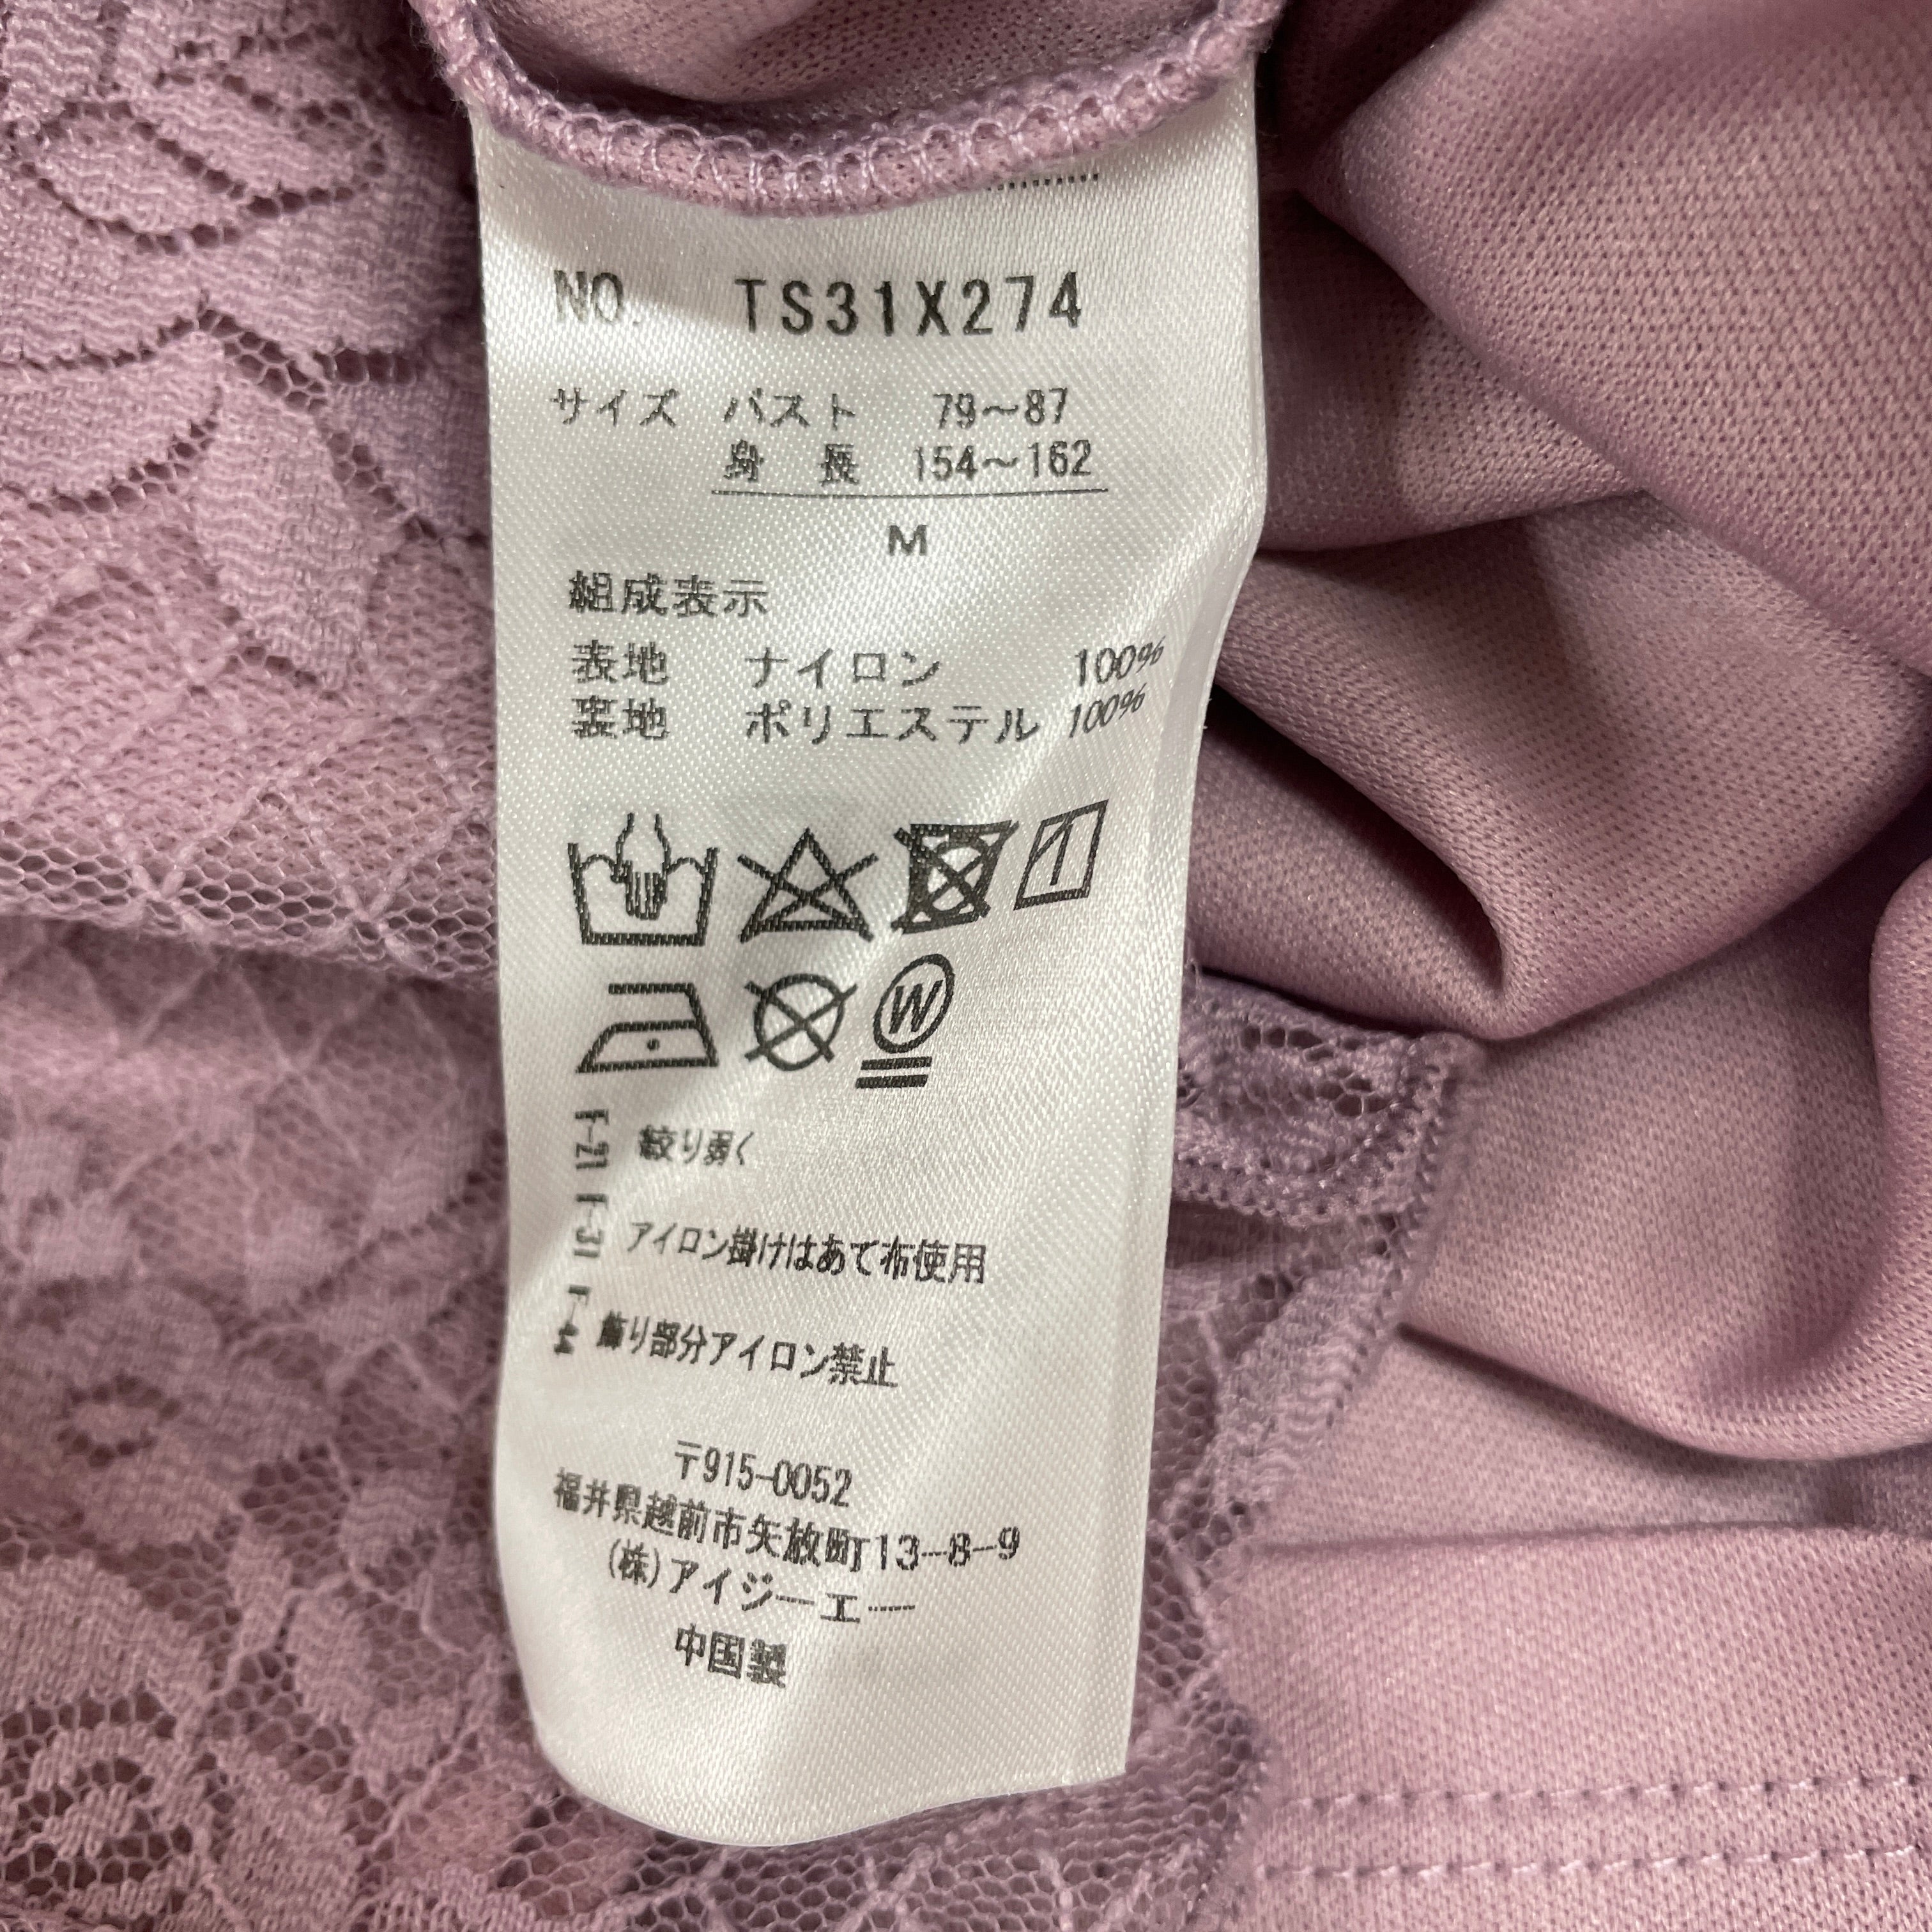 NO. TS31X274
サイズ バスト 79～87
身 長 154～162
M
組成表示
表地 ナイロン 100%
裏地 ポリエステル 100%
W
F-21 絞り弱く
F-31 アイロン掛けはあて布使用
F-44 飾り部分アイロン禁止
〒915-0052
福井県越前市矢放町13-8-9
(株)アイジーエー
中国製